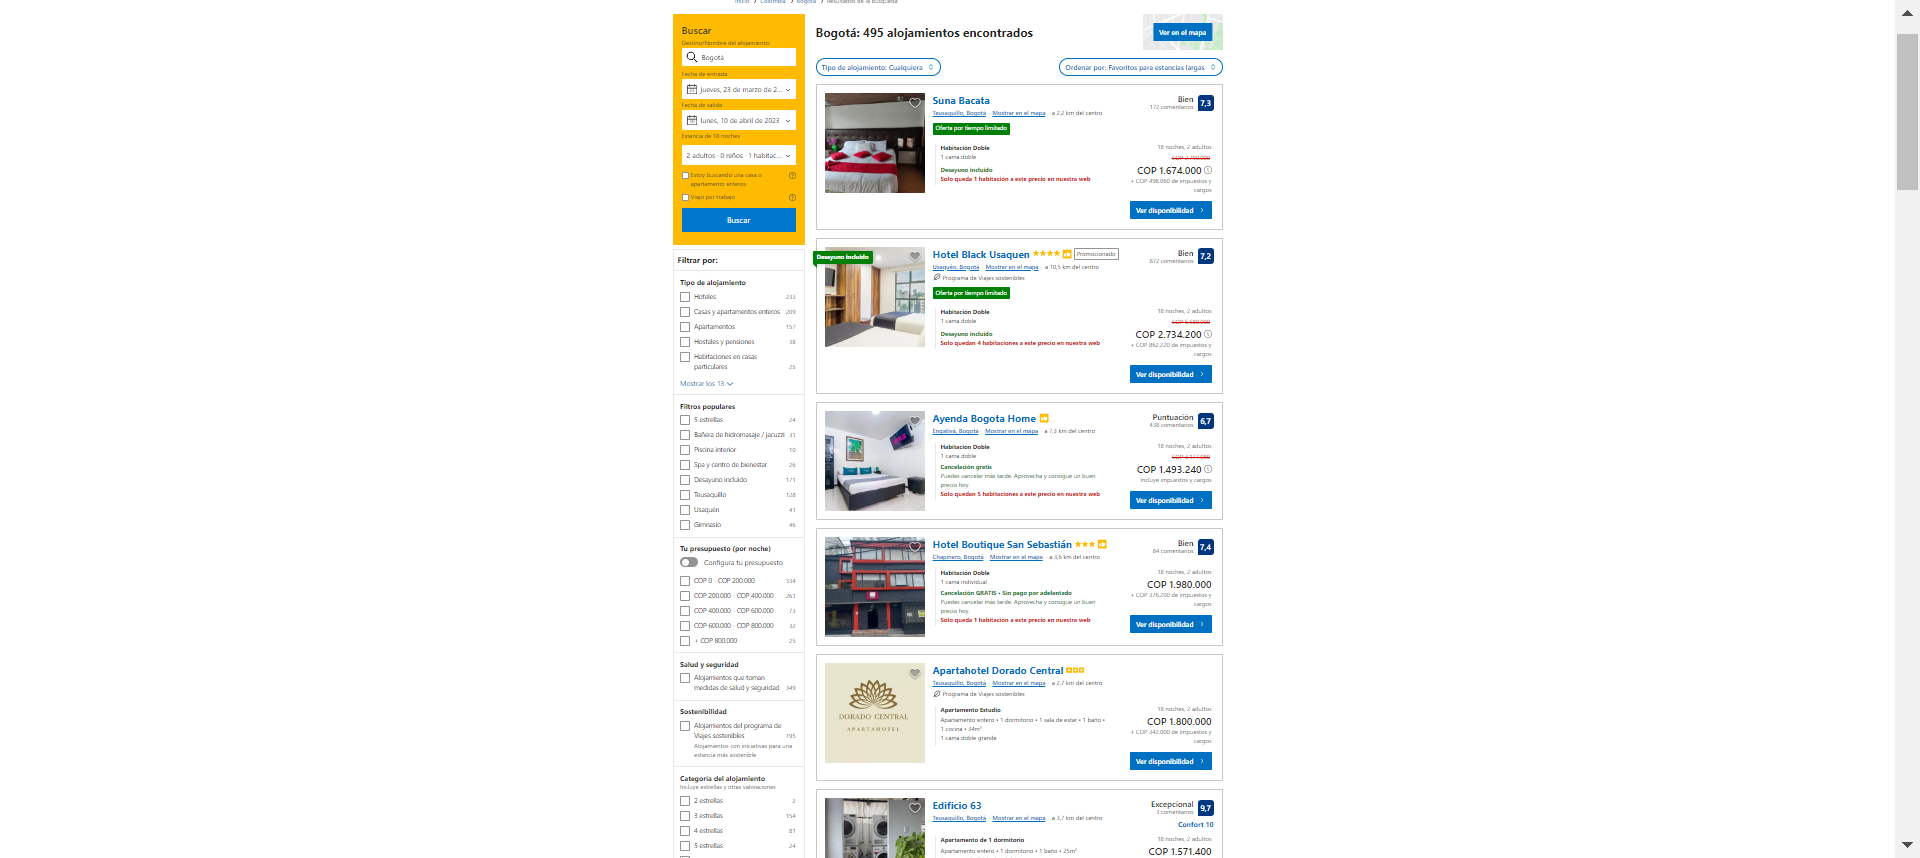 Inicio > Colombia > Bogotá > Resultados de la búsqueda
Buscar
Destino/Nombre del alojamiento
Bogotá
Fecha de entrada
jueves, 23 de marzo de 2...
Fecha de salida
lunes, 10 de abril de 2023
Estancia de 18 noches
2 adultos · 0 niños · 1 habitac...
Estoy buscando una casa o
apartamento enteros
Viajo por trabajo
Buscar
Filtrar por:
Tipo de alojamiento
Hoteles 233
Casas y apartamentos enteros 209
Apartamentos 157
Hostales y pensiones 38
Habitaciones en casas
particulares 25
Mostrar los 13
Filtros populares
5 estrellas 24
Bañera de hidromasaje / jacuzzi 31
Piscina interior 10
Spa y centro de bienestar 26
Desayuno incluido 171
Teusaquillo 128
Usaquén 41
Gimnasio 46
Tu presupuesto (por noche)
Configura tu presupuesto
COP 0 - COP 200.000 334
COP 200.000 - COP 400.000 261
COP 400.000 - COP 600.000 73
COP 600.000 - COP 800.000 32
+ COP 800.000 25
Salud y seguridad
Alojamientos que toman
medidas de salud y seguridad 349
Sostenibilidad
Alojamientos del programa de
Viajes sostenibles 195
Alojamientos con iniciativas para una
estancia más sostenible
Categoría del alojamiento
Incluye estrellas y otras valoraciones
2 estrellas 2
3 estrellas 154
4 estrellas 81
5 estrellas 24
Bogotá: 495 alojamientos encontrados
Ver en el mapa
Tipo de alojamiento: Cualquiera
Ordenar por: Favoritos para estancias largas
Suna Bacata
Bien 7,3
172 comentarios
Teusaquillo, Bogotá · Mostrar en el mapa · a 2,2 km del centro
Oferta por tiempo limitado
Habitación Doble
1 cama doble
Desayuno incluido
Solo queda 1 habitación a este precio en nuestra web
18 noches, 2 adultos
COP 2.790.000
COP 1.674.000
+ COP 498.060 de impuestos y
cargos
Ver disponibilidad
Desayuno incluido
Hotel Black Usaquen
Promocionado
Bien 7,2
872 comentarios
Usaquén, Bogotá · Mostrar en el mapa · a 10,5 km del centro
Programa de Viajes sostenibles
Oferta por tiempo limitado
Habitación Doble
1 cama doble
Desayuno incluido
Solo quedan 4 habitaciones a este precio en nuestra web
18 noches, 2 adultos
COP 2.734.200
+ COP 862.220 de impuestos y
cargos
Ver disponibilidad
Ayenda Bogota Home
Puntuación 6,7
438 comentarios
Engativá, Bogotá · Mostrar en el mapa · a 7,3 km del centro
Habitación Doble
1 cama doble
Cancelación gratis
Puedes cancelar más tarde. Aprovecha y consigue un buen
precio hoy.
Solo quedan 5 habitaciones a este precio en nuestra web
18 noches, 2 adultos
COP 1.493.240
Incluye impuestos y cargos
Ver disponibilidad
Hotel Boutique San Sebastián
Bien 7,4
84 comentarios
Chapinero, Bogotá · Mostrar en el mapa · a 3,6 km del centro
Habitación Doble
1 cama individual
Cancelación GRATIS • Sin pago por adelantado
Puedes cancelar más tarde. Aprovecha y consigue un buen
precio hoy.
Solo queda 1 habitación a este precio en nuestra web
18 noches, 2 adultos
COP 1.980.000
+ COP 376.200 de impuestos y
cargos
Ver disponibilidad
DORADO CENTRAL
APARTAHOTEL
Apartahotel Dorado Central
Teusaquillo, Bogotá · Mostrar en el mapa · a 2,7 km del centro
Programa de Viajes sostenibles
Apartamento Estudio
Apartamento entero • 1 dormitorio • 1 sala de estar • 1 baño •
1 cocina • 34m²
1 cama doble grande
18 noches, 2 adultos
COP 1.800.000
+ COP 342.000 de impuestos y
cargos
Ver disponibilidad
Edificio 63
Excepcional 9,7
3 comentarios
Confort 10
Teusaquillo, Bogotá · Mostrar en el mapa · a 3,7 km del centro
Apartamento de 1 dormitorio
Apartamento entero • 1 dormitorio • 1 baño • 25m²
18 noches, 2 adultos
COP 1.571.400